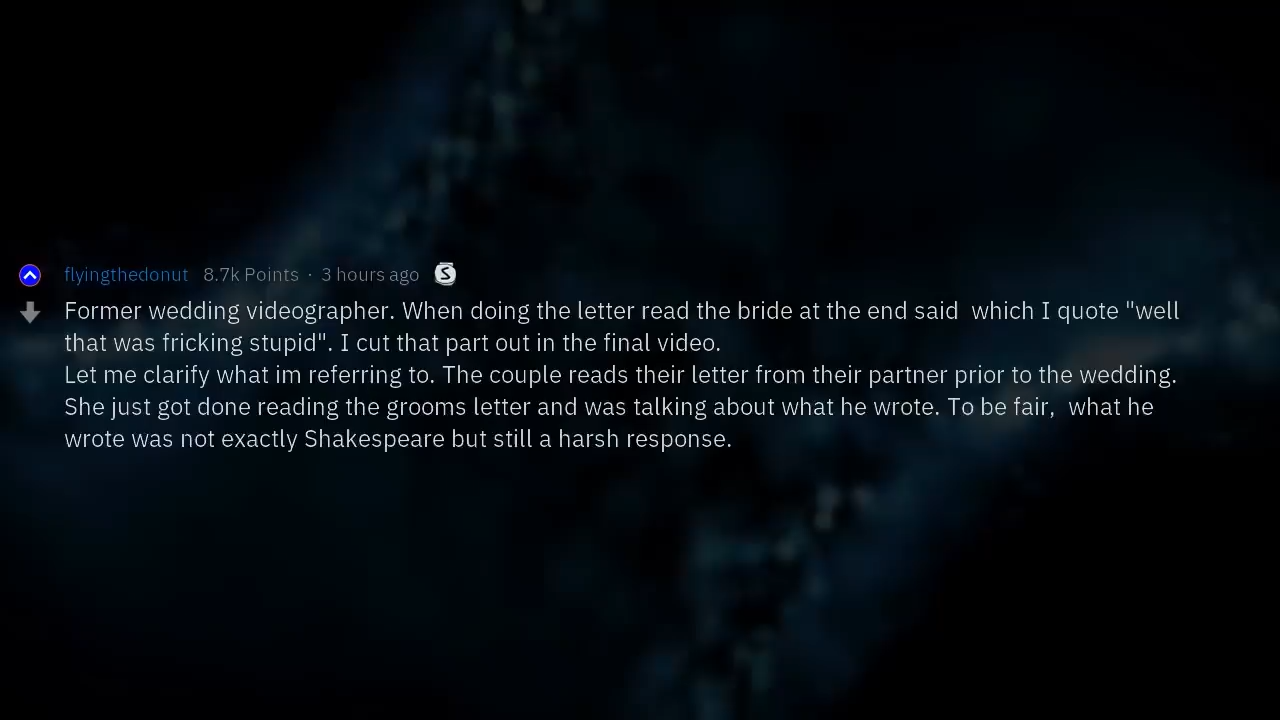 flyingthedonut 8.7k Points · 3 hours ago
Former wedding videographer. When doing the letter read the bride at the end said  which I quote "well
that was fricking stupid". I cut that part out in the final video.
Let me clarify what im referring to. The couple reads their letter from their partner prior to the wedding.
She just got done reading the grooms letter and was talking about what he wrote. To be fair,  what he
wrote was not exactly Shakespeare but still a harsh response.